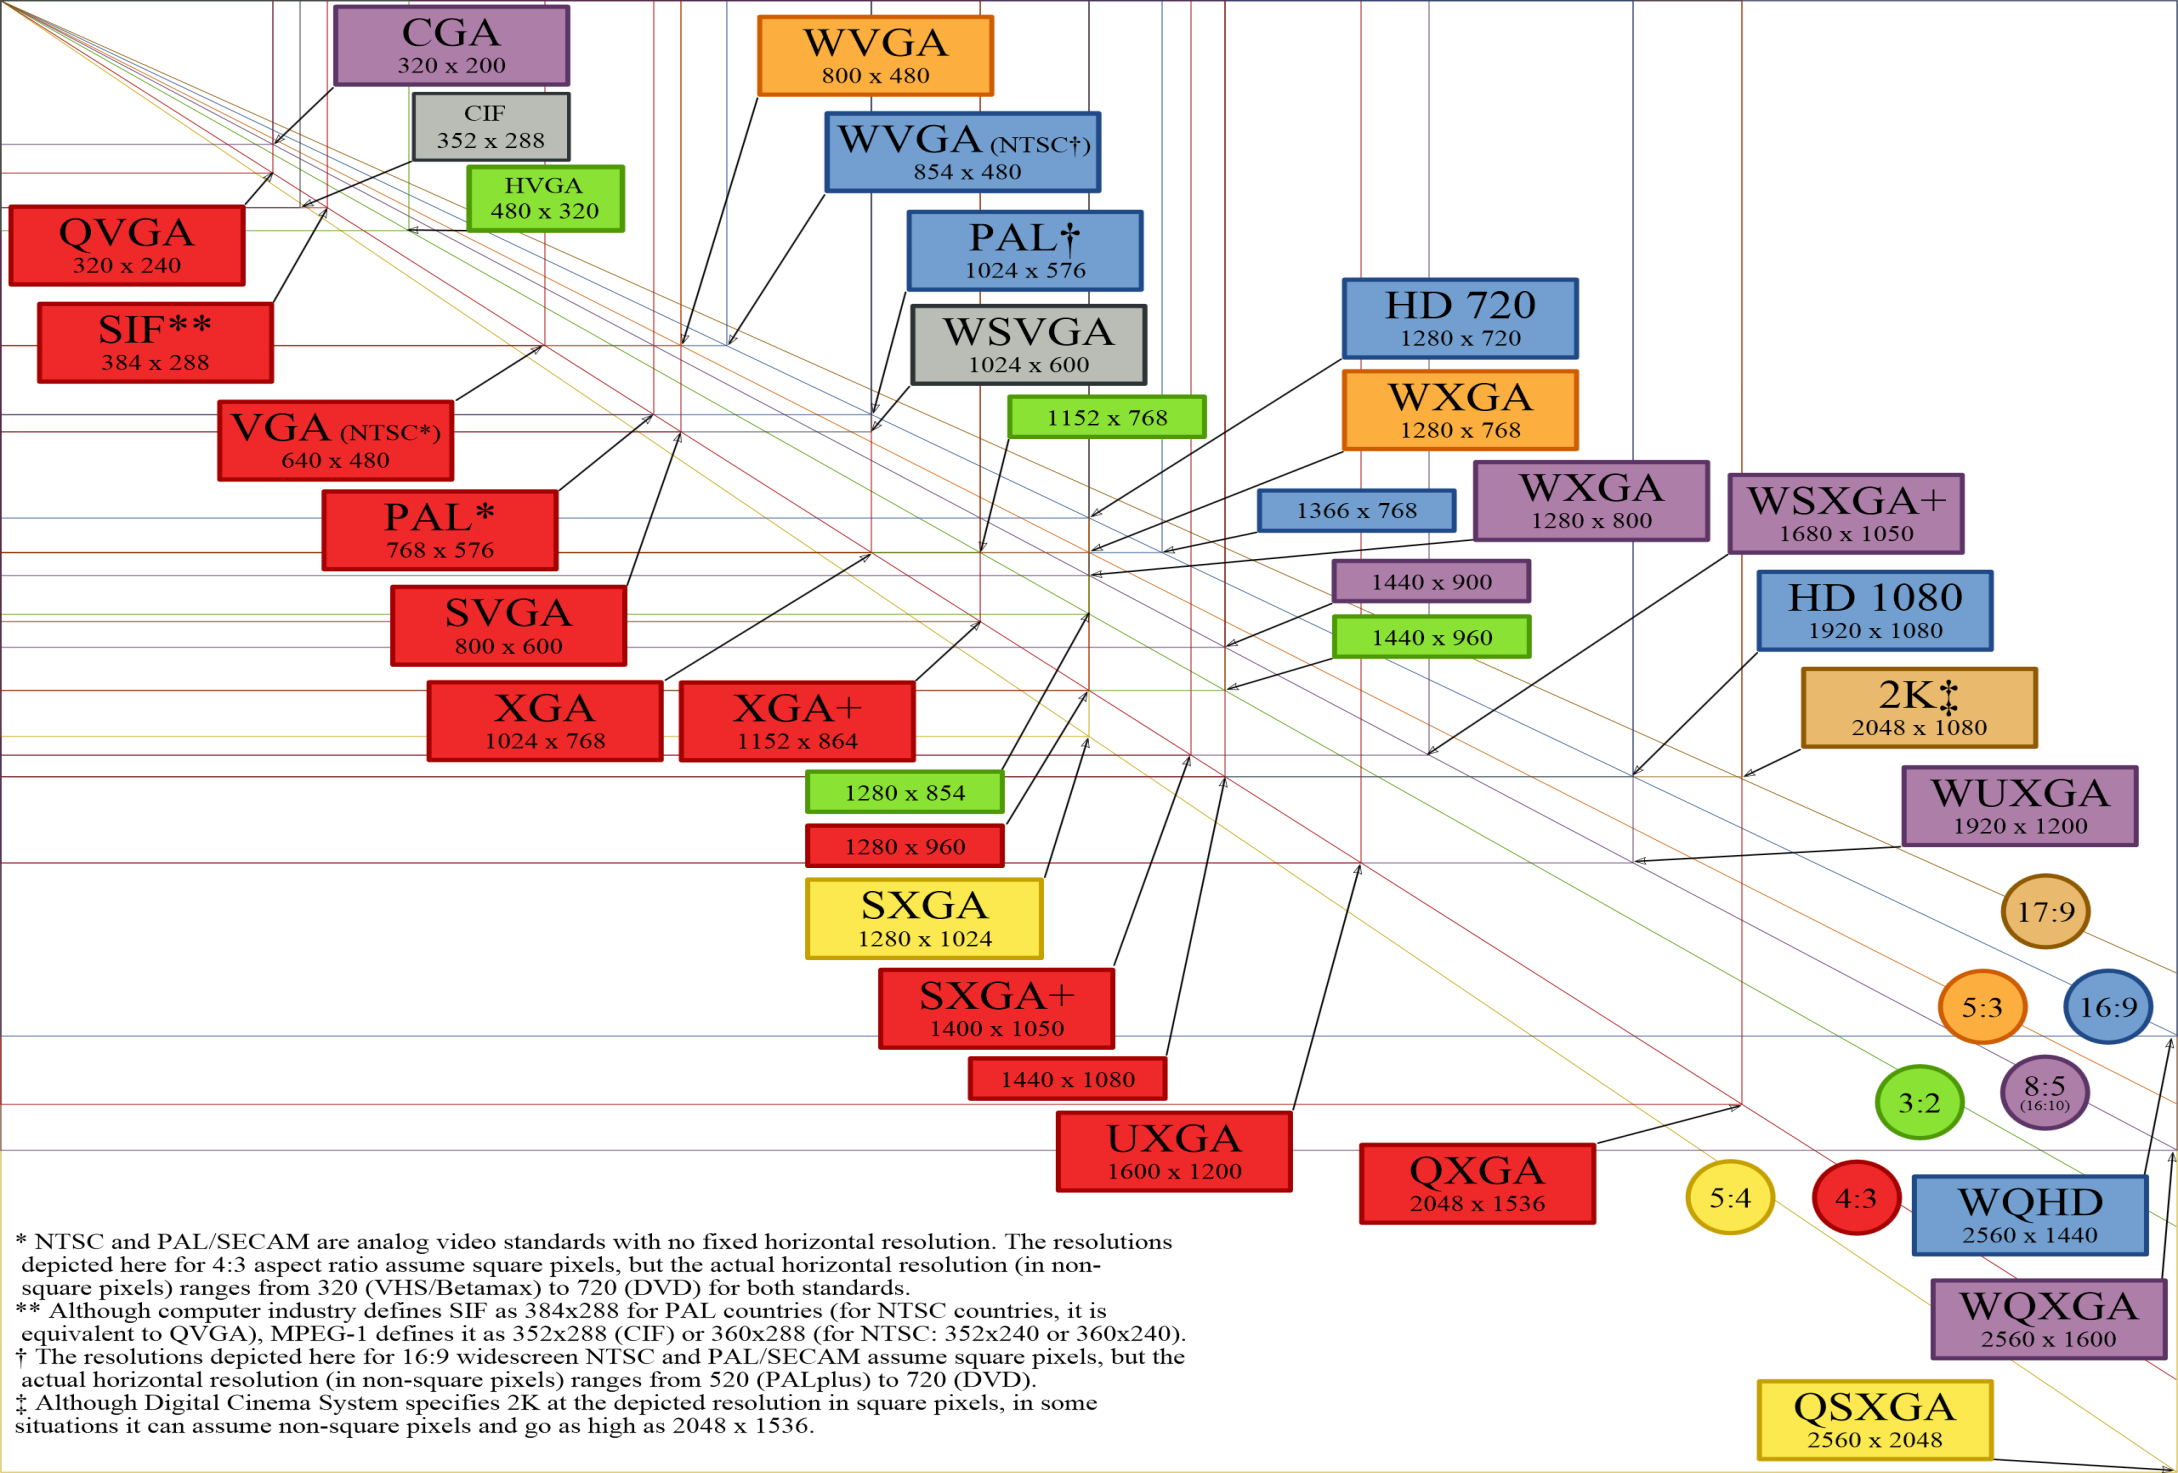 CGA
320 x 200
CIF
352 x 288
HVGA
480 x 320
QVGA
320 x 240
SIF**
384 x 288
VGA (NTSC*)
640 x 480
PAL*
768 x 576
SVGA
800 x 600
XGA
1024 x 768
XGA+
1152 x 864
1280 x 854
1280 x 960
SXGA
1280 x 1024
SXGA+
1400 x 1050
1440 x 1080
UXGA
1600 x 1200
QXGA
2048 x 1536
WVGA
800 x 480
WVGA (NTSC†)
854 x 480
PAL†
1024 x 576
WSVGA
1024 x 600
1152 x 768
HD 720
1280 x 720
WXGA
1280 x 768
1366 x 768
WXGA
1280 x 800
1440 x 900
1440 x 960
WSXGA+
1680 x 1050
HD 1080
1920 x 1080
2K‡
2048 x 1080
WUXGA
1920 x 1200
17:9
5:3
16:9
3:2
8:5
(16:10)
5:4
4:3
WQHD
2560 x 1440
WQXGA
2560 x 1600
QSXGA
2560 x 2048
* NTSC and PAL/SECAM are analog video standards with no fixed horizontal resolution. The resolutions
depicted here for 4:3 aspect ratio assume square pixels, but the actual horizontal resolution (in non-
square pixels) ranges from 320 (VHS/Betamax) to 720 (DVD) for both standards.
** Although computer industry defines SIF as 384x288 for PAL countries (for NTSC countries, it is
equivalent to QVGA), MPEG-1 defines it as 352x288 (CIF) or 360x288 (for NTSC: 352x240 or 360x240).
† The resolutions depicted here for 16:9 widescreen NTSC and PAL/SECAM assume square pixels, but the
actual horizontal resolution (in non-square pixels) ranges from 520 (PALplus) to 720 (DVD).
‡ Although Digital Cinema System specifies 2K at the depicted resolution in square pixels, in some
situations it can assume non-square pixels and go as high as 2048 x 1536.